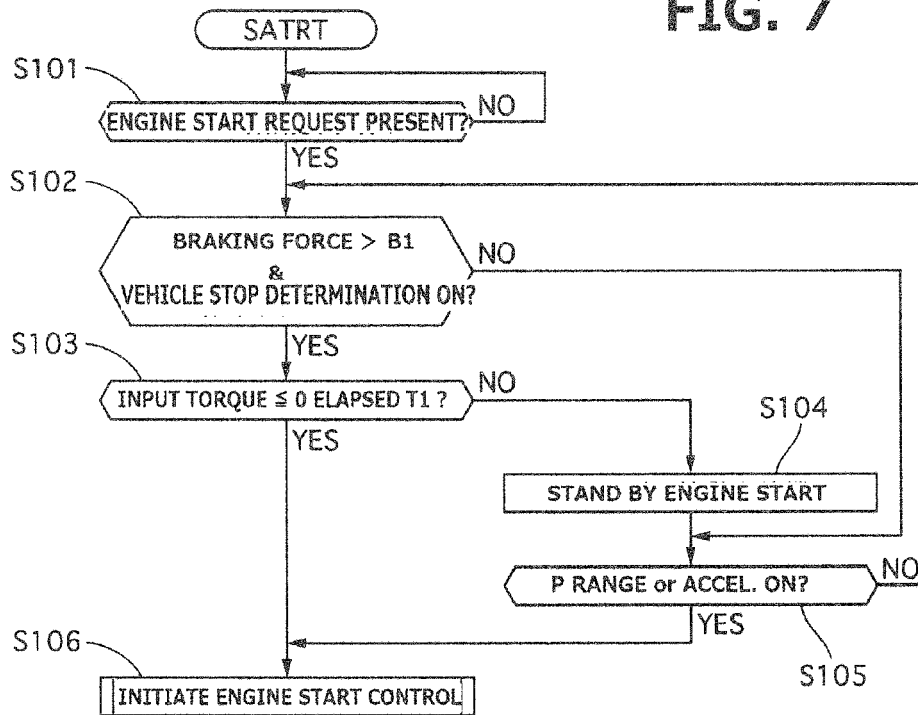 FIG. 7
SATRT
S101
ENGINE START REQUEST PRESENT?
NO
YES
S102
BRAKING FORCE > B1
&
VEHICLE STOP DETERMINATION ON?
NO
YES
S103
INPUT TORQUE ≦ 0 ELAPSED T1 ?
NO
YES
S104
STAND BY ENGINE START
P RANGE or ACCEL. ON?
NO
YES
S105
S106
INITIATE ENGINE START CONTROL